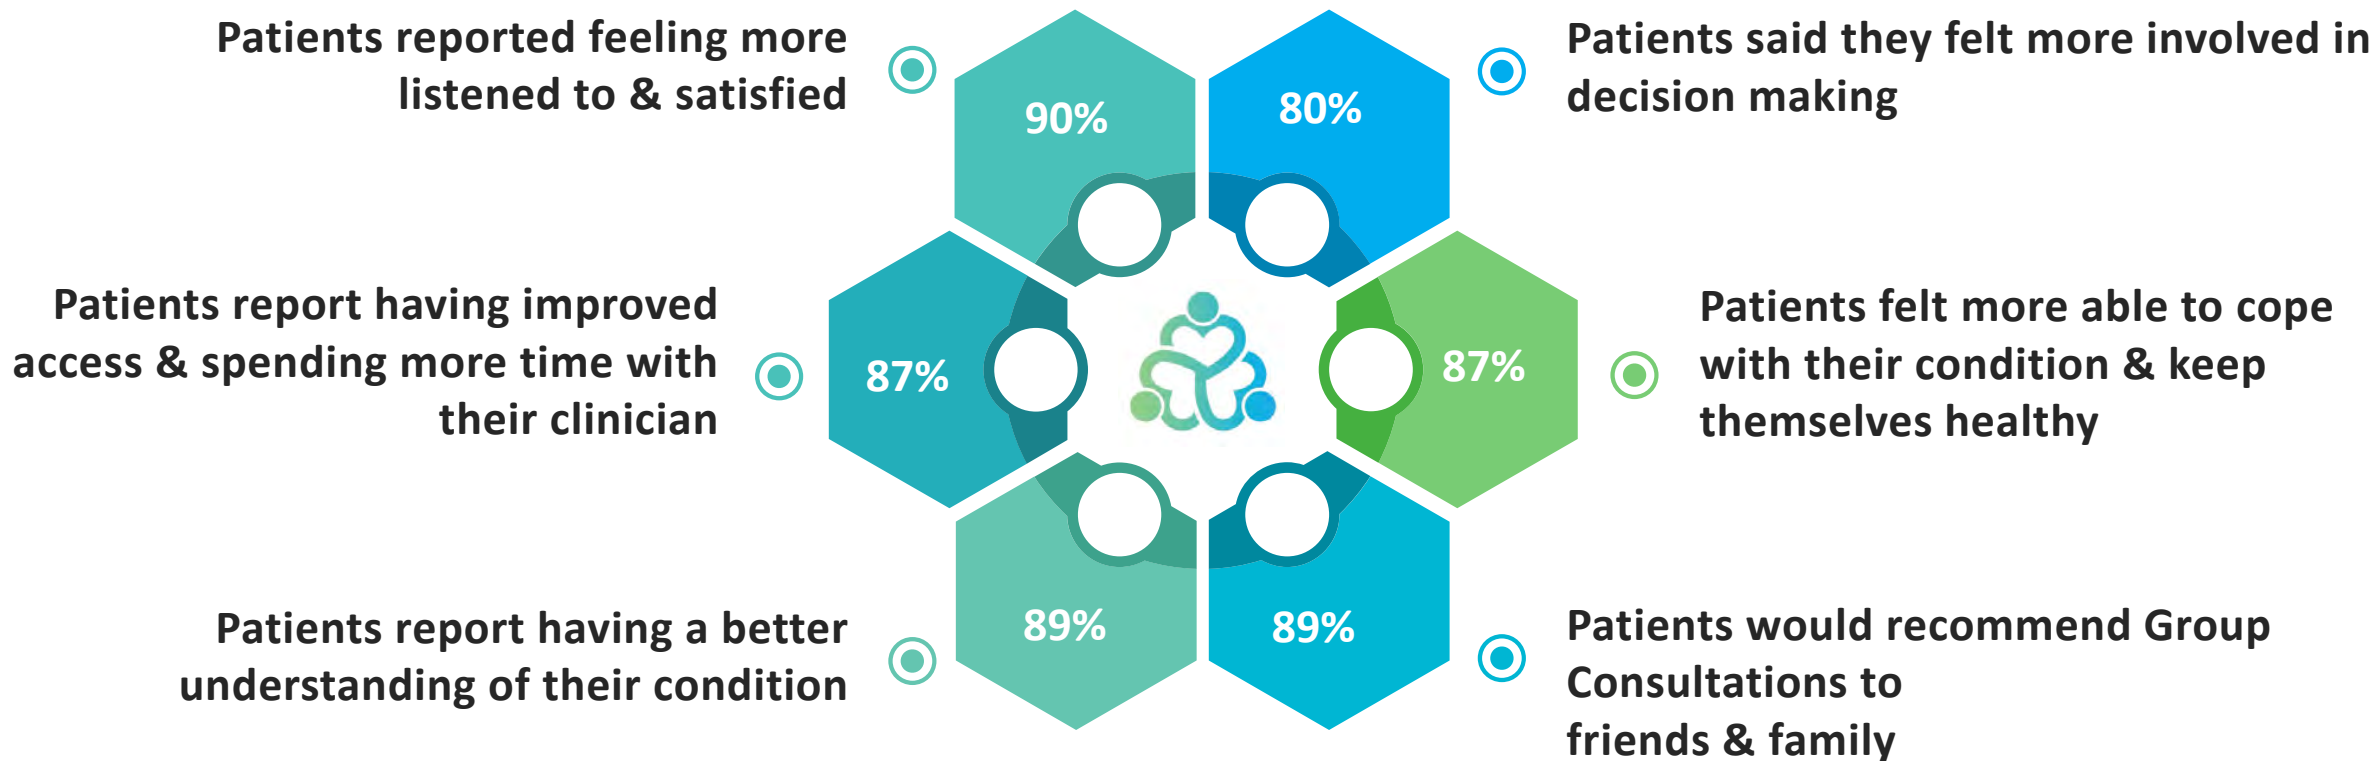 Patients reported feeling more
listened to & satisfied
90%
80%
Patients said they felt more involved in
decision making
Patients report having improved
access & spending more time with
their clinician
87%
87%
Patients felt more able to cope
with their condition & keep
themselves healthy
Patients report having a better
understanding of their condition
89%
89%
Patients would recommend Group
Consultations to
friends & family